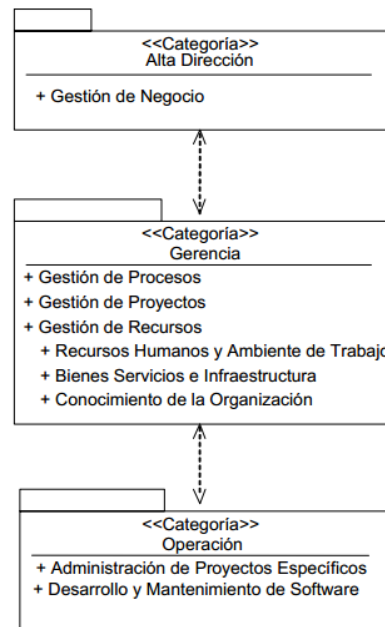 <<Categoría>>
Alta Dirección
+ Gestión de Negocio
<<Categoría>>
Gerencia
+ Gestión de Procesos
+ Gestión de Proyectos
+ Gestión de Recursos
+ Recursos Humanos y Ambiente de Trabajo
+ Bienes Servicios e Infraestructura
+ Conocimiento de la Organización
<<Categoría>>
Operación
+ Administración de Proyectos Específicos
+ Desarrollo y Mantenimiento de Software